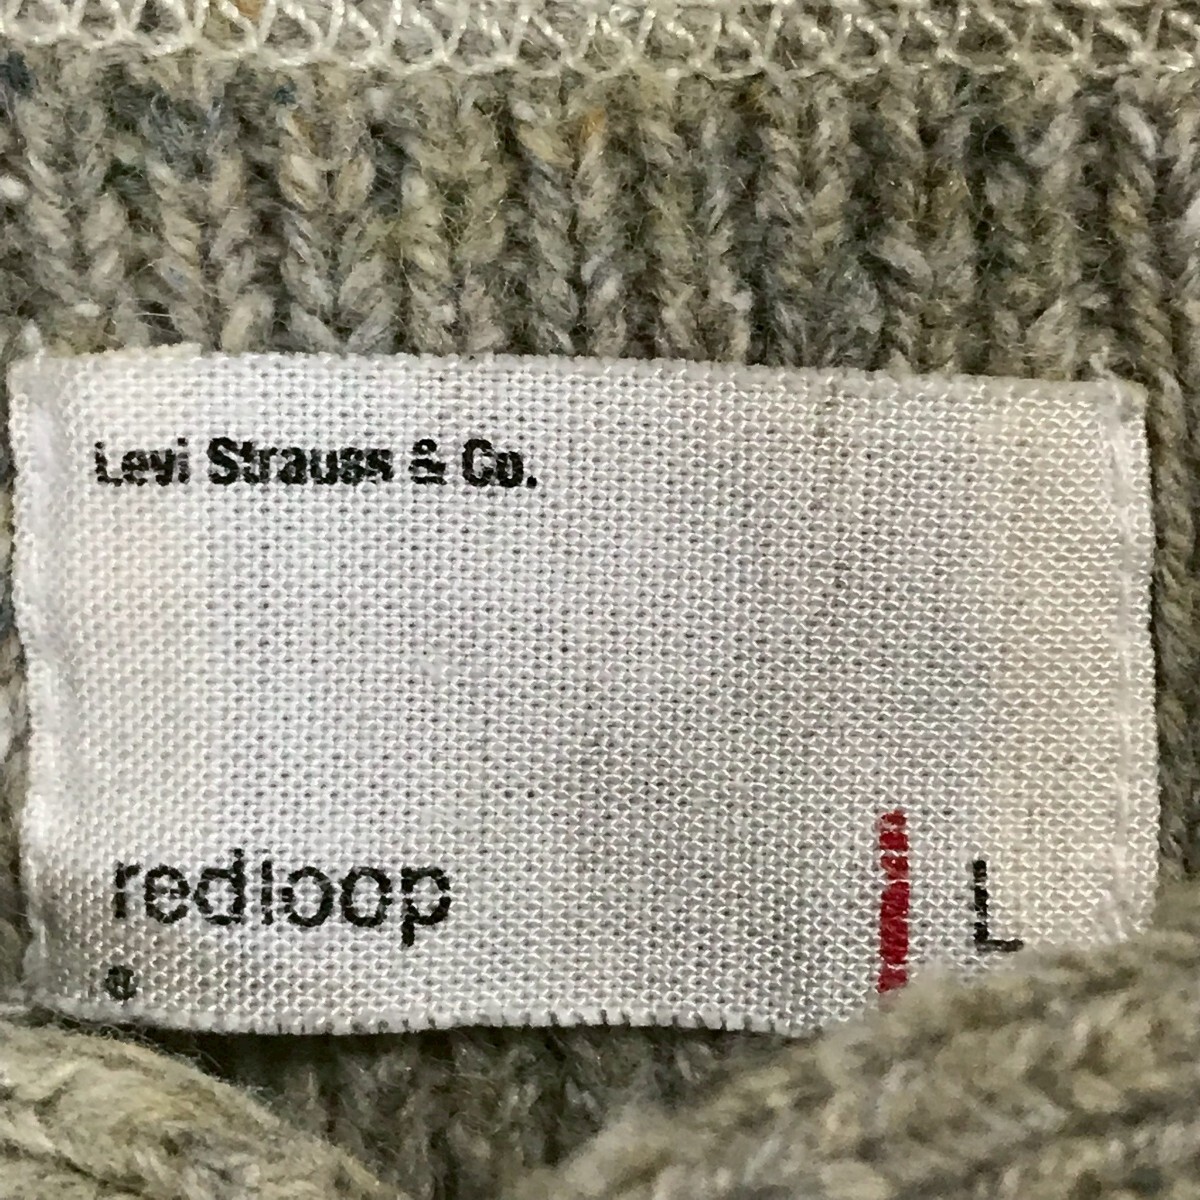 Levi Strauss & Co.
redloop
L